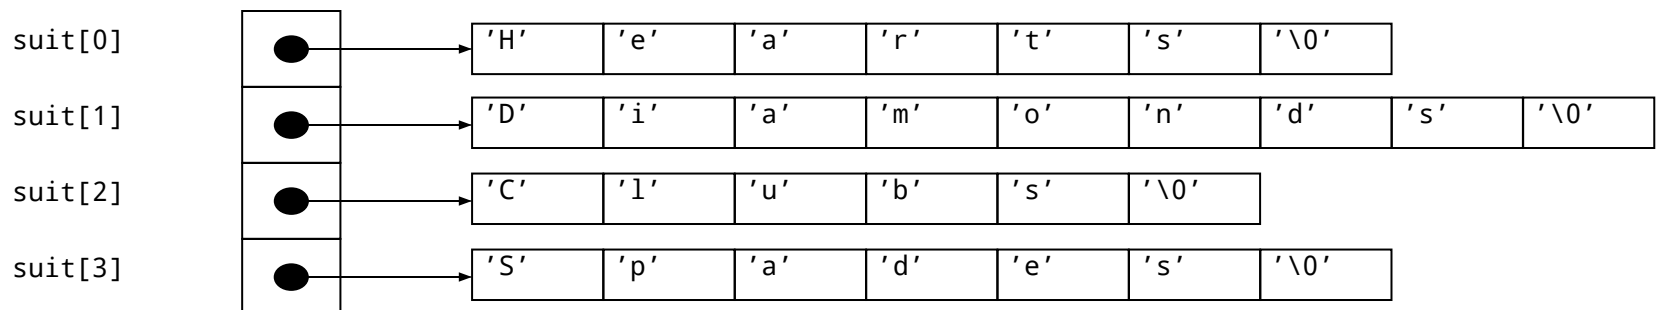 suit[0] ’H’ ’e’ ’a’ ’r’ ’t’ ’s’ ’\0’
suit[1] ’D’ ’i’ ’a’ ’m’ ’o’ ’n’ ’d’ ’s’ ’\0’
suit[2] ’C’ ’l’ ’u’ ’b’ ’s’ ’\0’
suit[3] ’S’ ’p’ ’a’ ’d’ ’e’ ’s’ ’\0’